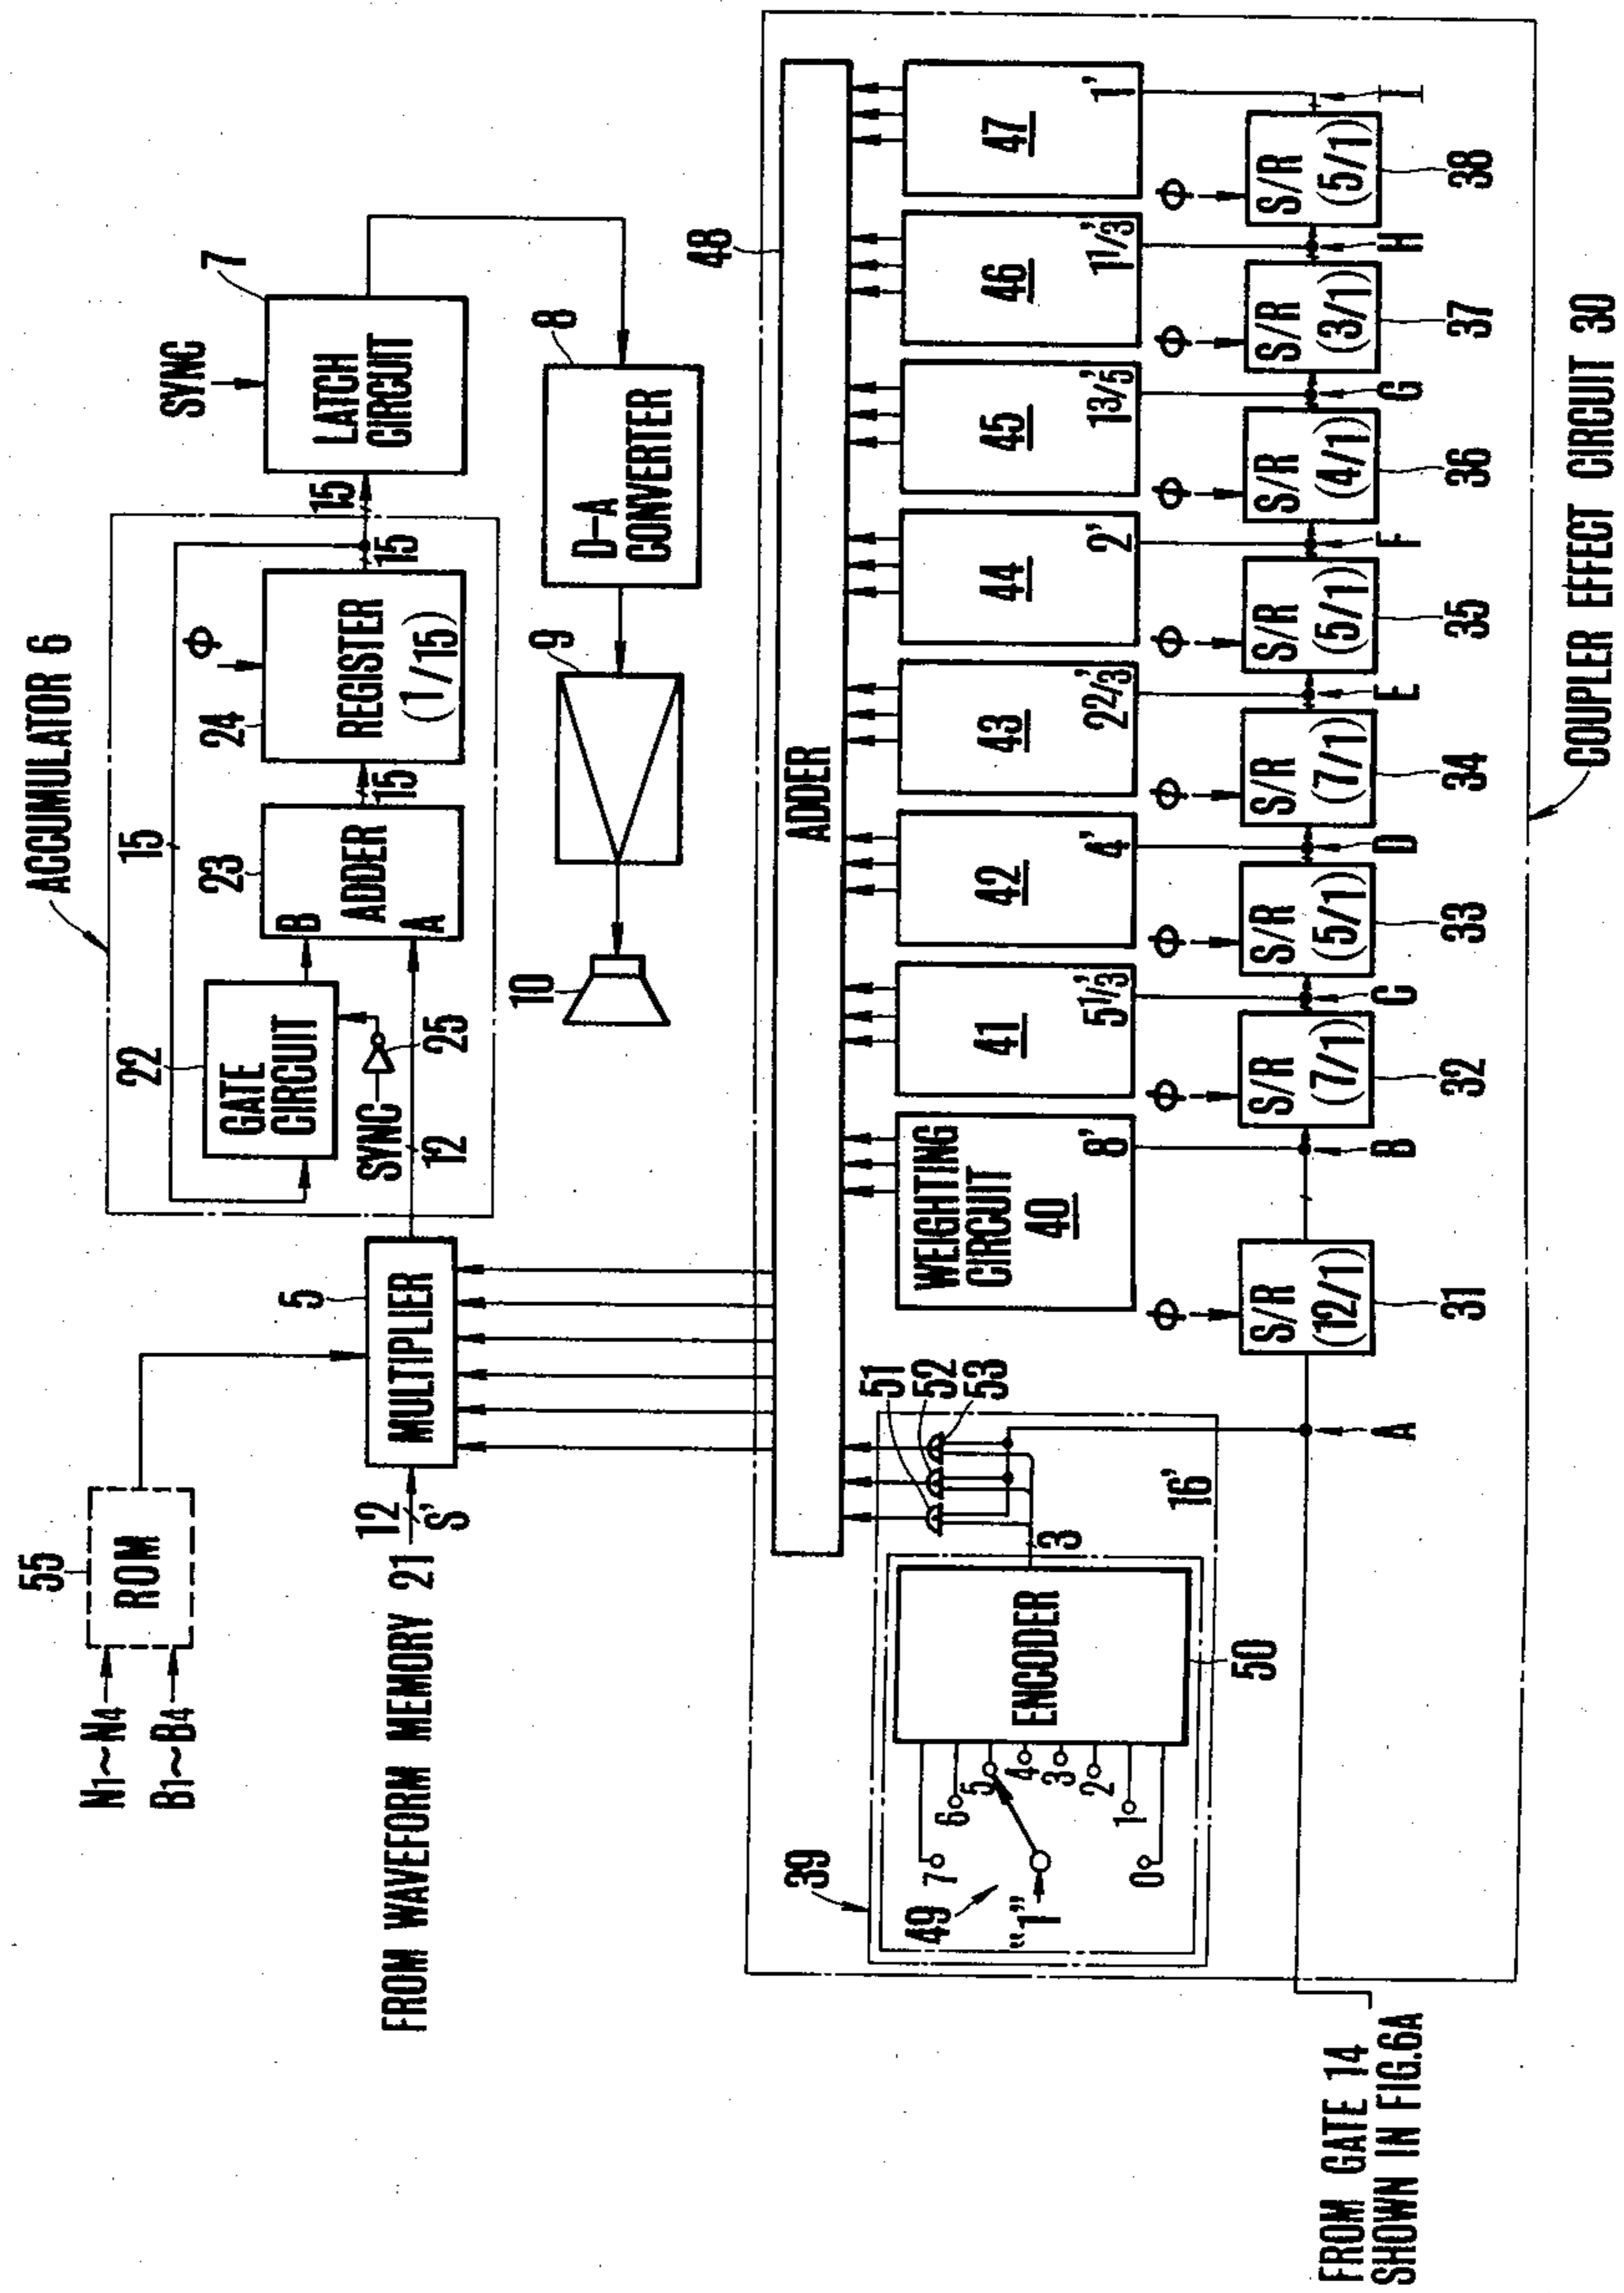 ACCUMULATOR 6
55
ROM
N1~N4
B1~B4
FROM WAVEFORM MEMORY 21
12
S'
5
MULTIPLIER
12
22
GATE
CIRCUIT
SYNC
25
15
23
B
ADDER
A
15
24
REGISTER
(1/15)
Φ
15
15
SYNC
7
LATCH
CIRCUIT
8
D-A
CONVERTER
9
10
48
ADDER
39
49
"1"
7
6
5
4
3
2
1
0
ENCODER
50
3
51
52
53
16'
WEIGHTING
CIRCUIT
40
8'
41
5 1/3'
42
4'
43
2 2/3'
44
2'
45
1 3/5'
46
1 1/3'
47
1'
Φ
Φ
Φ
Φ
Φ
Φ
Φ
Φ
S/R
(12/1)
S/R
(7/1)
S/R
(5/1)
S/R
(7/1)
S/R
(5/1)
S/R
(4/1)
S/R
(3/1)
S/R
(5/1)
A
B
C
D
E
F
G
H
I
31
32
33
34
35
36
37
38
FROM GATE 14
SHOWN IN FIG.6A
COUPLER EFFECT CIRCUIT 30